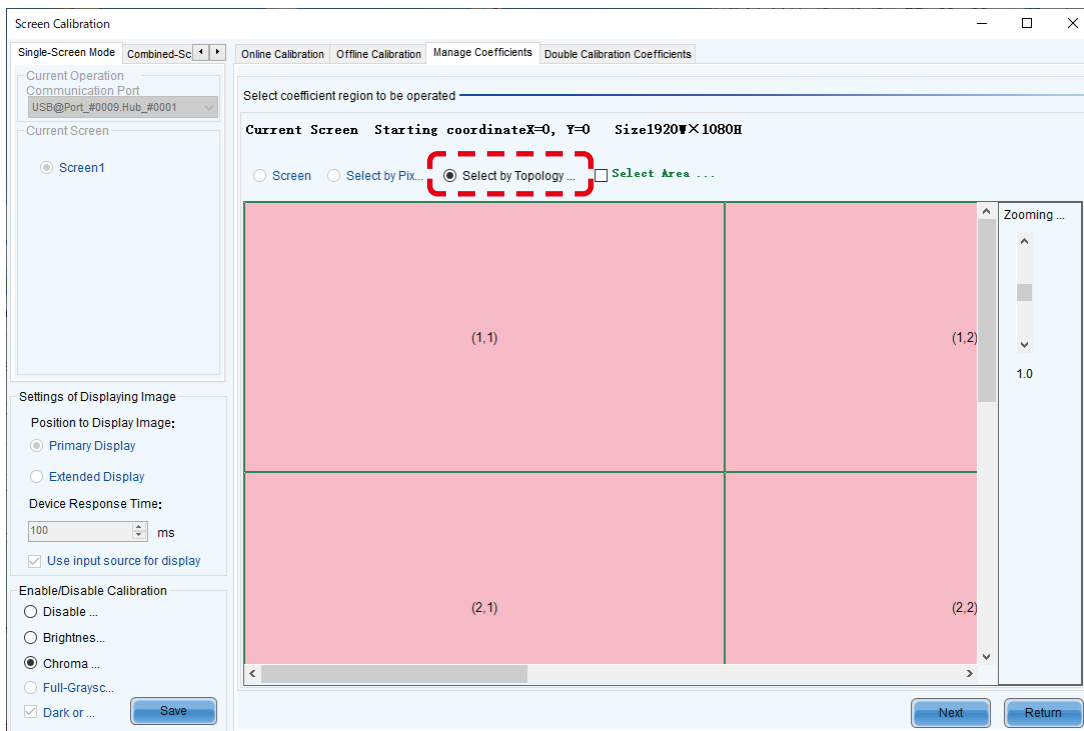 Screen Calibration
Single-Screen Mode Combined-Sc
Online Calibration Offline Calibration Manage Coefficients Double Calibration Coefficients
Current Operation
Communication Port
USB@Port_#0009.Hub_#0001
Current Screen
Screen1
Settings of Displaying Image
Position to Display Image:
Primary Display
Extended Display
Device Response Time:
100 ms
Use input source for display
Enable/Disable Calibration
Disable ...
Brightnes...
Chroma ...
Full-Graysc...
Dark or ...
Save
Select coefficient region to be operated
Current Screen Starting coordinateX=0, Y=0 Size1920W×1080H
Screen Select by Pix... Select by Topology ... Select Area ...
(1,1) (1,2)
(2,1) (2,2)
Zooming ...
1.0
Next Return